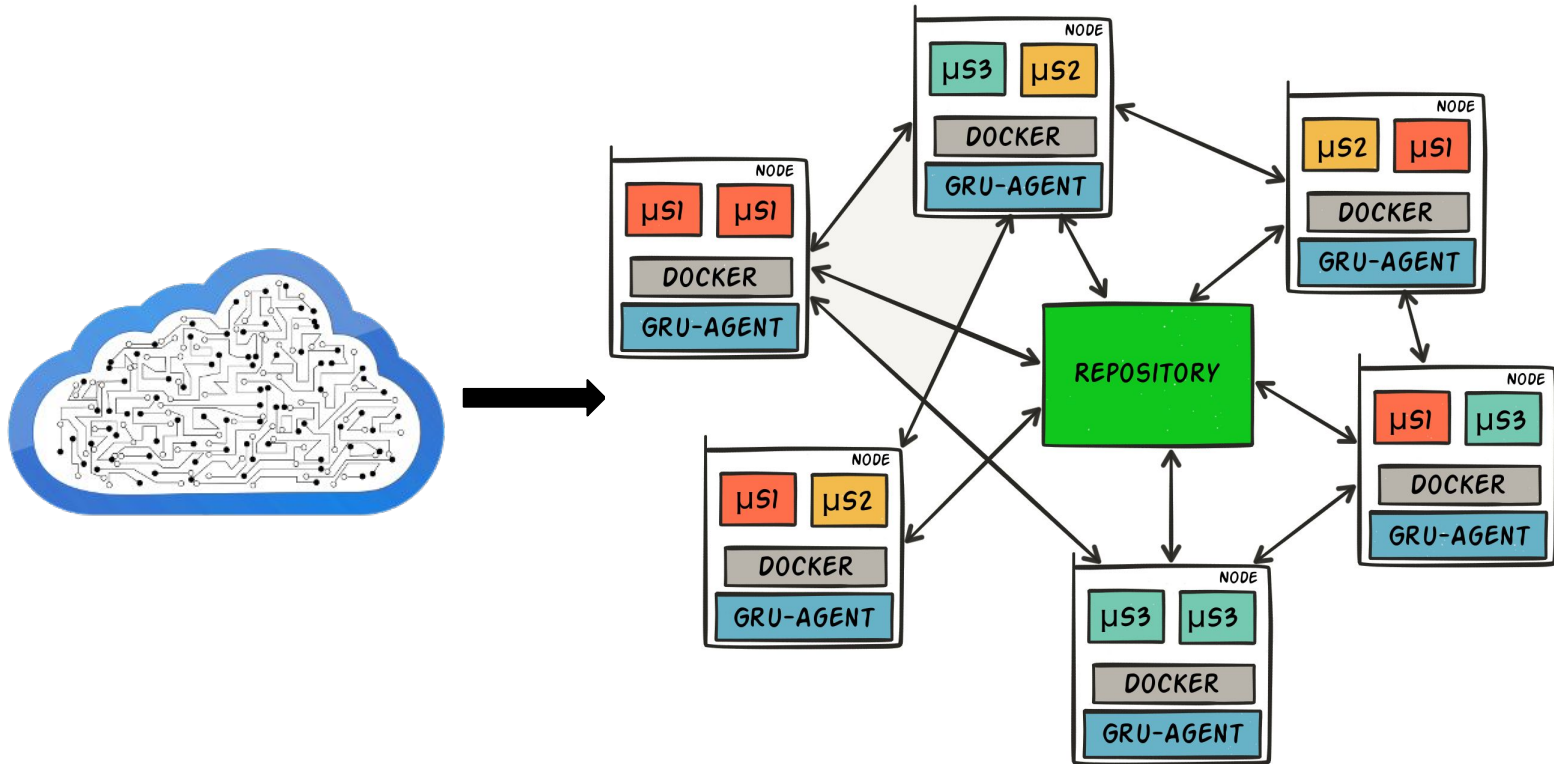 NODE
μS3 μS2
DOCKER
GRU-AGENT
NODE
μS2 μS1
DOCKER
GRU-AGENT
NODE
μS1 μS1
DOCKER
GRU-AGENT
REPOSITORY
NODE
μS1 μS3
DOCKER
GRU-AGENT
NODE
μS1 μS2
DOCKER
GRU-AGENT
NODE
μS3 μS3
DOCKER
GRU-AGENT